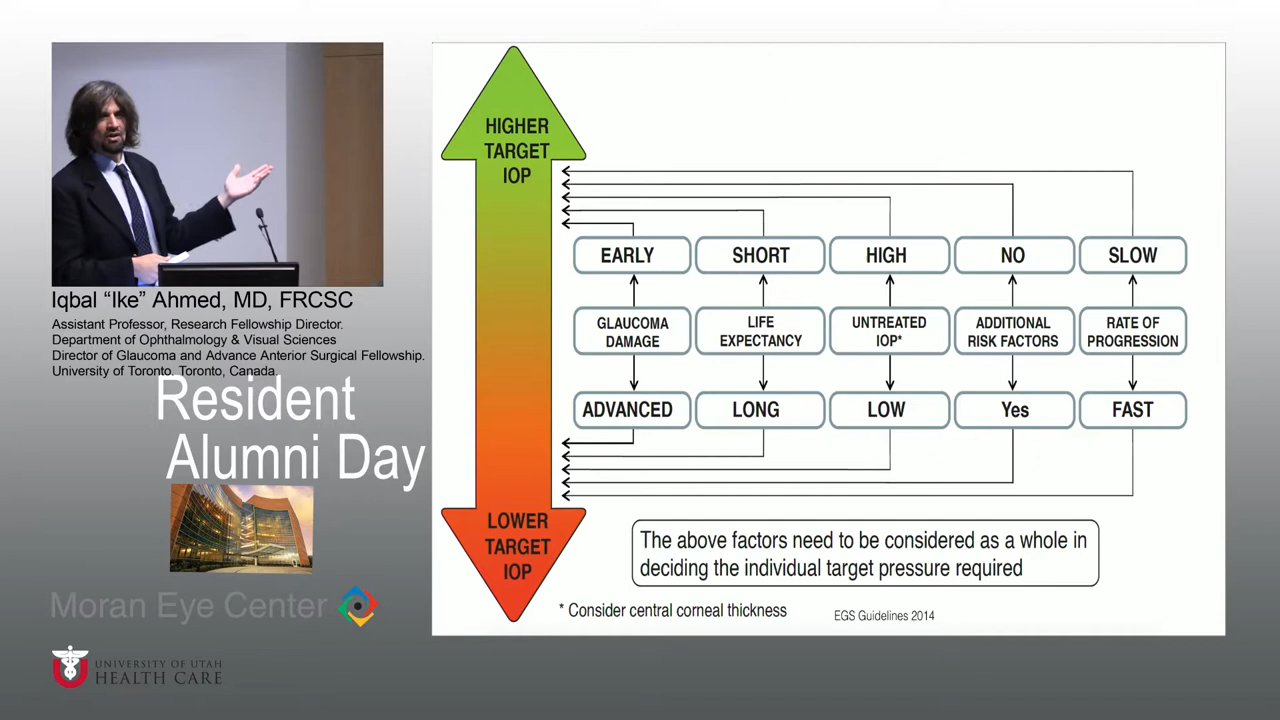 Iqbal “Ike” Ahmed, MD, FRCSC
Assistant Professor, Research Fellowship Director.
Department of Ophthalmology & Visual Sciences
Director of Glaucoma and Advance Anterior Surgical Fellowship.
University of Toronto. Toronto, Canada.
Resident
Alumni Day
Moran Eye Center
UNIVERSITY OF UTAH
HEALTH CARE
HIGHER
TARGET
IOP
EARLY
SHORT
HIGH
NO
SLOW
GLAUCOMA
DAMAGE
LIFE
EXPECTANCY
UNTREATED
IOP*
ADDITIONAL
RISK FACTORS
RATE OF
PROGRESSION
ADVANCED
LONG
LOW
Yes
FAST
LOWER
TARGET
IOP
The above factors need to be considered as a whole in
deciding the individual target pressure required
* Consider central corneal thickness
EGS Guidelines 2014